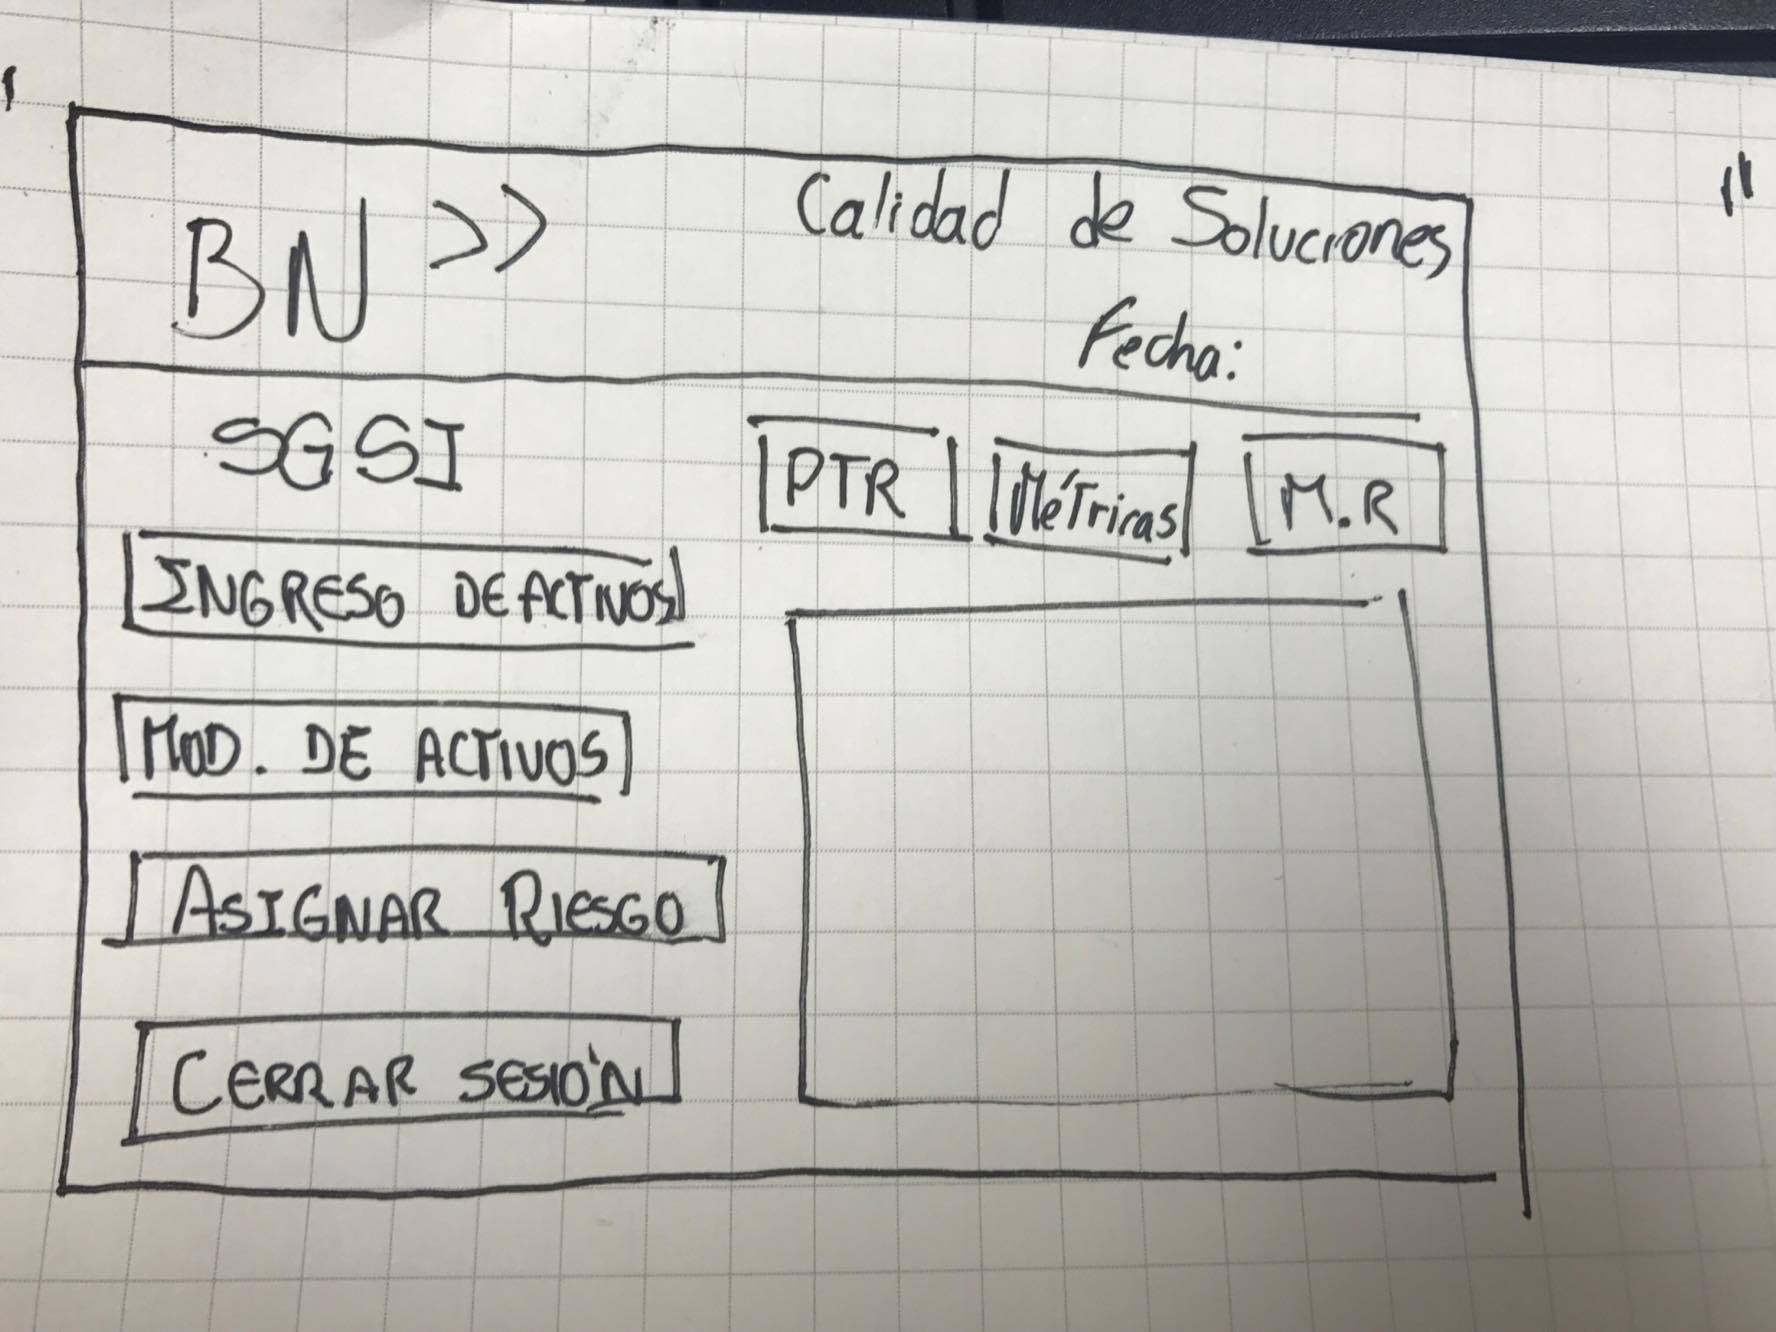 BN >>
Calidad de Soluciones
Fecha:
SGSI
PTR
Métricas
M.R
INGRESO DE ACTIVOS
MOD. DE ACTIVOS
ASIGNAR RIESGO
CERRAR SESIÓN